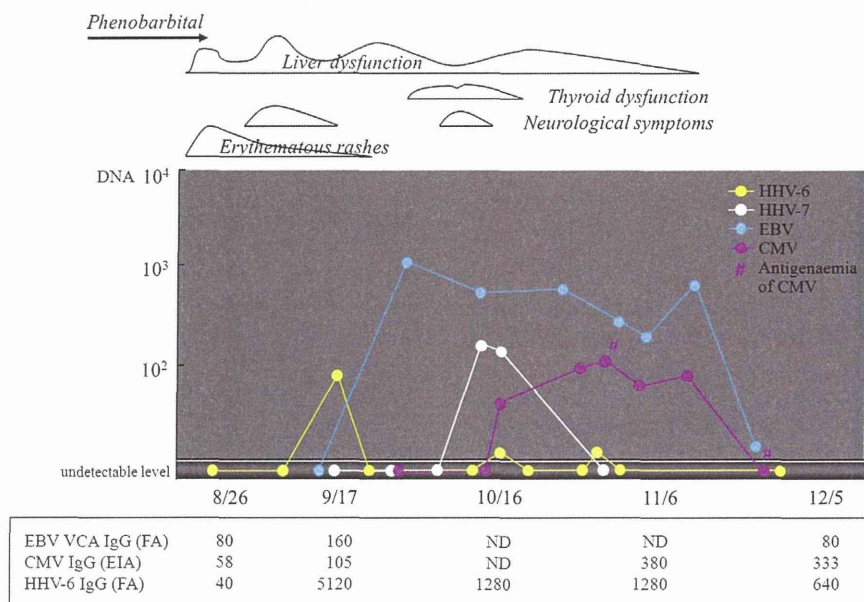 Phenobarbital
Liver dysfunction
Thyroid dysfunction
Neurological symptoms
Erythematous rashes
DNA 10⁴
10³
10²
undetectable level
HHV-6
HHV-7
EBV
CMV
# Antigenaemia
of CMV
#
#
8/26 9/17 10/16 11/6 12/5
EBV VCA IgG (FA) 80 160 ND ND 80
CMV IgG (EIA) 58 105 ND 380 333
HHV-6 IgG (FA) 40 5120 1280 1280 640